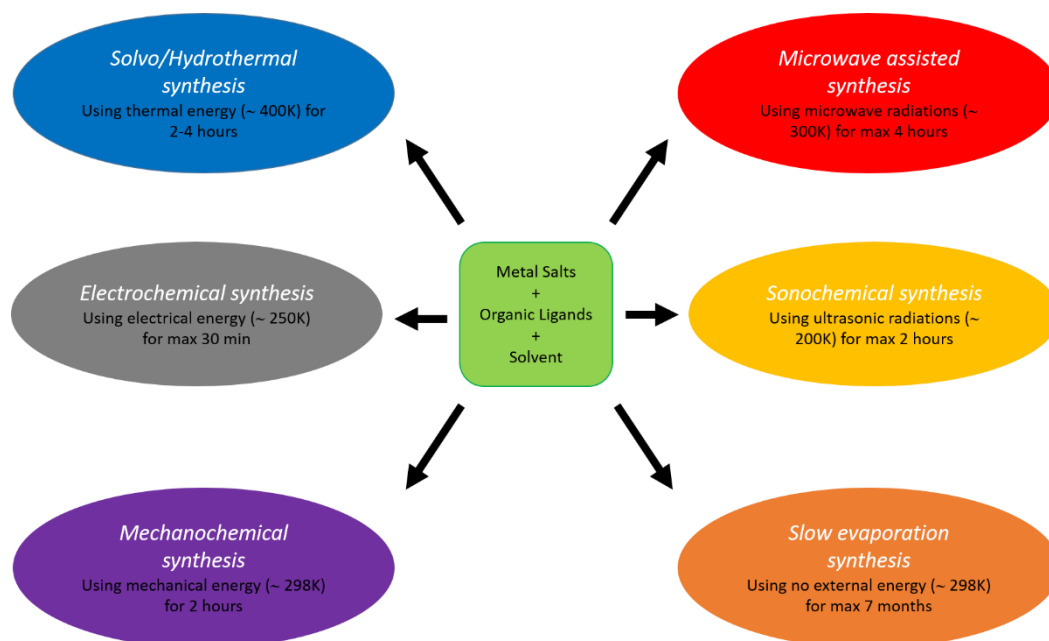 Solvo/Hydrothermal
synthesis
Using thermal energy (~ 400K) for
2-4 hours
Microwave assisted
synthesis
Using microwave radiations (~
300K) for max 4 hours
Electrochemical synthesis
Using electrical energy (~ 250K)
for max 30 min
Metal Salts
+
Organic Ligands
+
Solvent
Sonochemical synthesis
Using ultrasonic radiations (~
200K) for max 2 hours
Mechanochemical
synthesis
Using mechanical energy (~ 298K)
for 2 hours
Slow evaporation
synthesis
Using no external energy (~ 298K)
for max 7 months